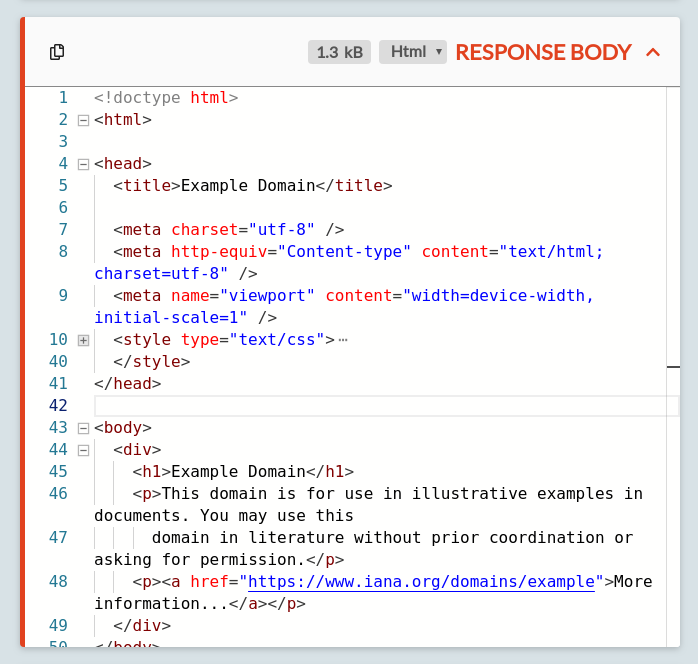 1.3 kB Html RESPONSE BODY
1 <!doctype html>
2 <html>
3
4 <head>
5 <title>Example Domain</title>
6
7 <meta charset="utf-8" />
8 <meta http-equiv="Content-type" content="text/html;
charset=utf-8" />
9 <meta name="viewport" content="width=device-width,
initial-scale=1" />
10 <style type="text/css">⋯
40 </style>
41 </head>
42
43 <body>
44 <div>
45 <h1>Example Domain</h1>
46 <p>This domain is for use in illustrative examples in
documents. You may use this
47 domain in literature without prior coordination or
asking for permission.</p>
48 <p><a href="https://www.iana.org/domains/example">More
information...</a></p>
49 </div>
50 </body>